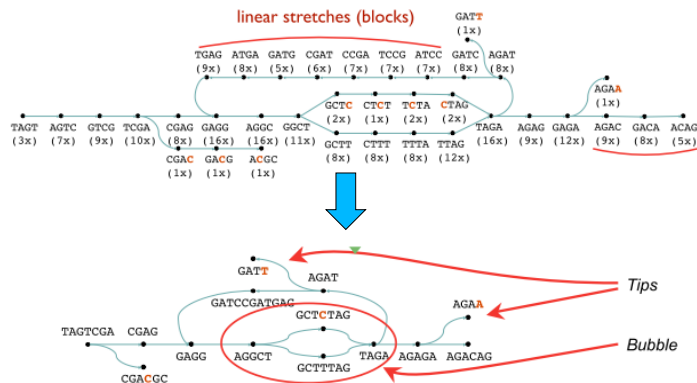 linear stretches (blocks)
GATT
(1x)
TGAG ATGA GATG CGAT CCGA TCCG ATCC GATC AGAT
(9x) (8x) (5x) (6x) (7x) (7x) (7x) (8x) (8x)
AGAA
(1x)
GCTC CTCT TCTA CTAG
(2x) (1x) (2x) (2x)
TAGT AGTC GTCG TCGA CGAG GAGG AGGC GGCT TAGA AGAG GAGA AGAC GACA ACAG
(3x) (7x) (9x) (10x) (8x) (16x) (16x) (11x) (16x) (9x) (12x) (9x) (8x) (5x)
GCTT CTTT TTTA TTAG
(8x) (8x) (8x) (12x)
CGAC GACG ACGC
(1x) (1x) (1x)
GATT
AGAT
Tips
GATCCGATGAG
AGAA
GCTCTAG
TAGTCGA CGAG
Bubble
GAGG AGGCT TAGA AGAGA AGACAG
GCTTTAG
CGACGC